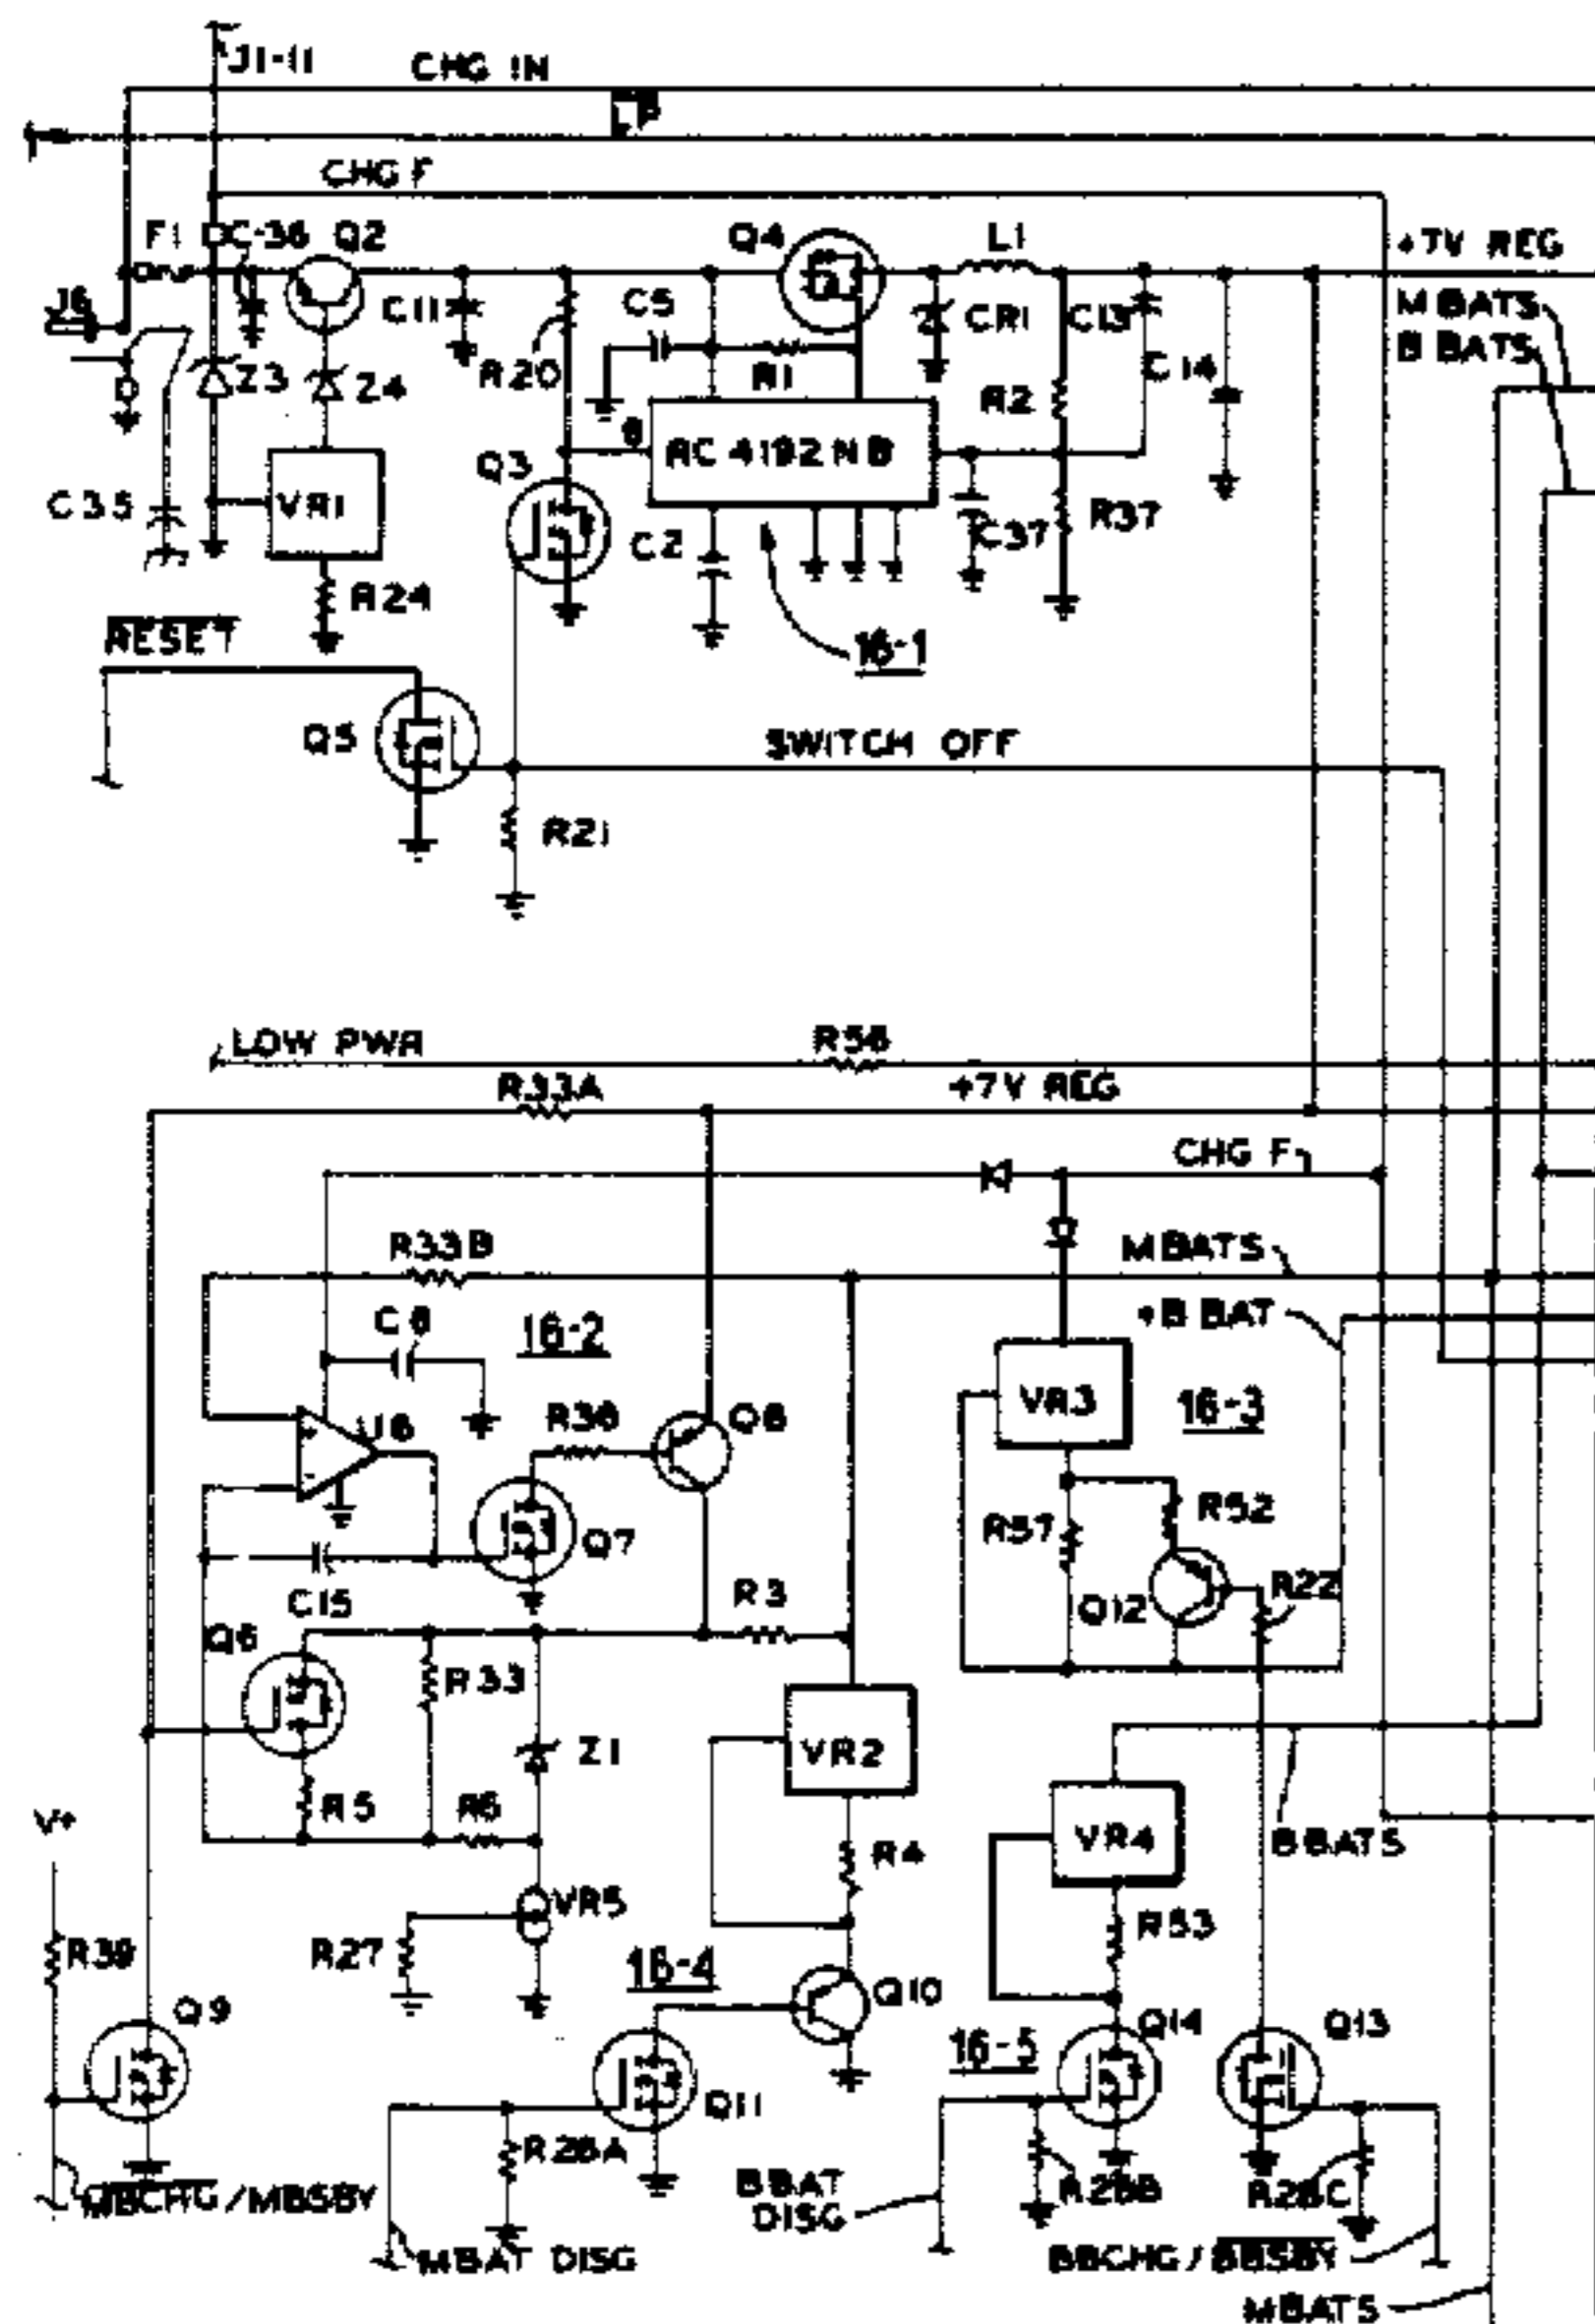 J1-11
CHG IN
LP
CHG F
F1
C-36
Q2
Q4
L1
+7V REG
J6
C11
C5
CR1
C13
M BATS
B BATS
Z3
Z4
R20
R1
R2
C14
8
Q3
C35
VR1
C2
C37
R37
R24
16-1
RESET
Q5
SWITCH OFF
R21
LOW PWR
R58
R33A
+7V REG
CHG F
R33B
MBATS
C8
16-2
+B BAT
U6
R36
Q8
VR3
16-3
R57
R52
Q7
C15
R3
Q12
R22
Q6
R33
Z1
VR2
V+
R5
R6
VR4
B BATS
R4
VR5
R39
R27
16-4
R53
Q9
Q10
16-5
Q14
Q13
Q11
R28A
BBAT
DISG
R28B
R28C
MBCHG/MBSBY
MBAT DISG
BBCHG/BBSBY
MBATS